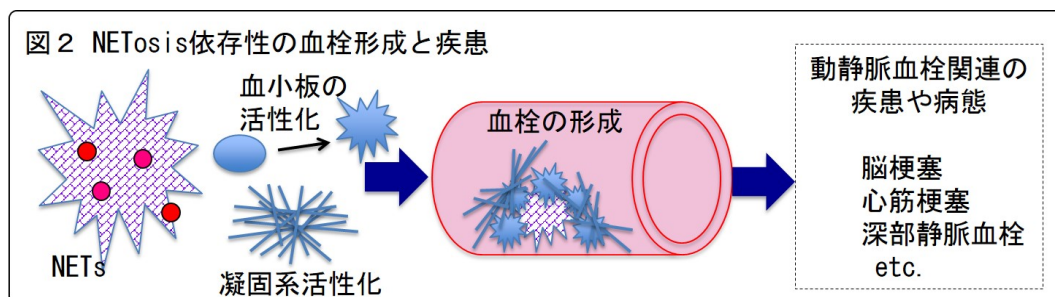 図２ NETosis依存性の血栓形成と疾患
血小板の
活性化
NETs
凝固系活性化
血栓の形成
動静脈血栓関連の
疾患や病態
脳梗塞
心筋梗塞
深部静脈血栓
etc.